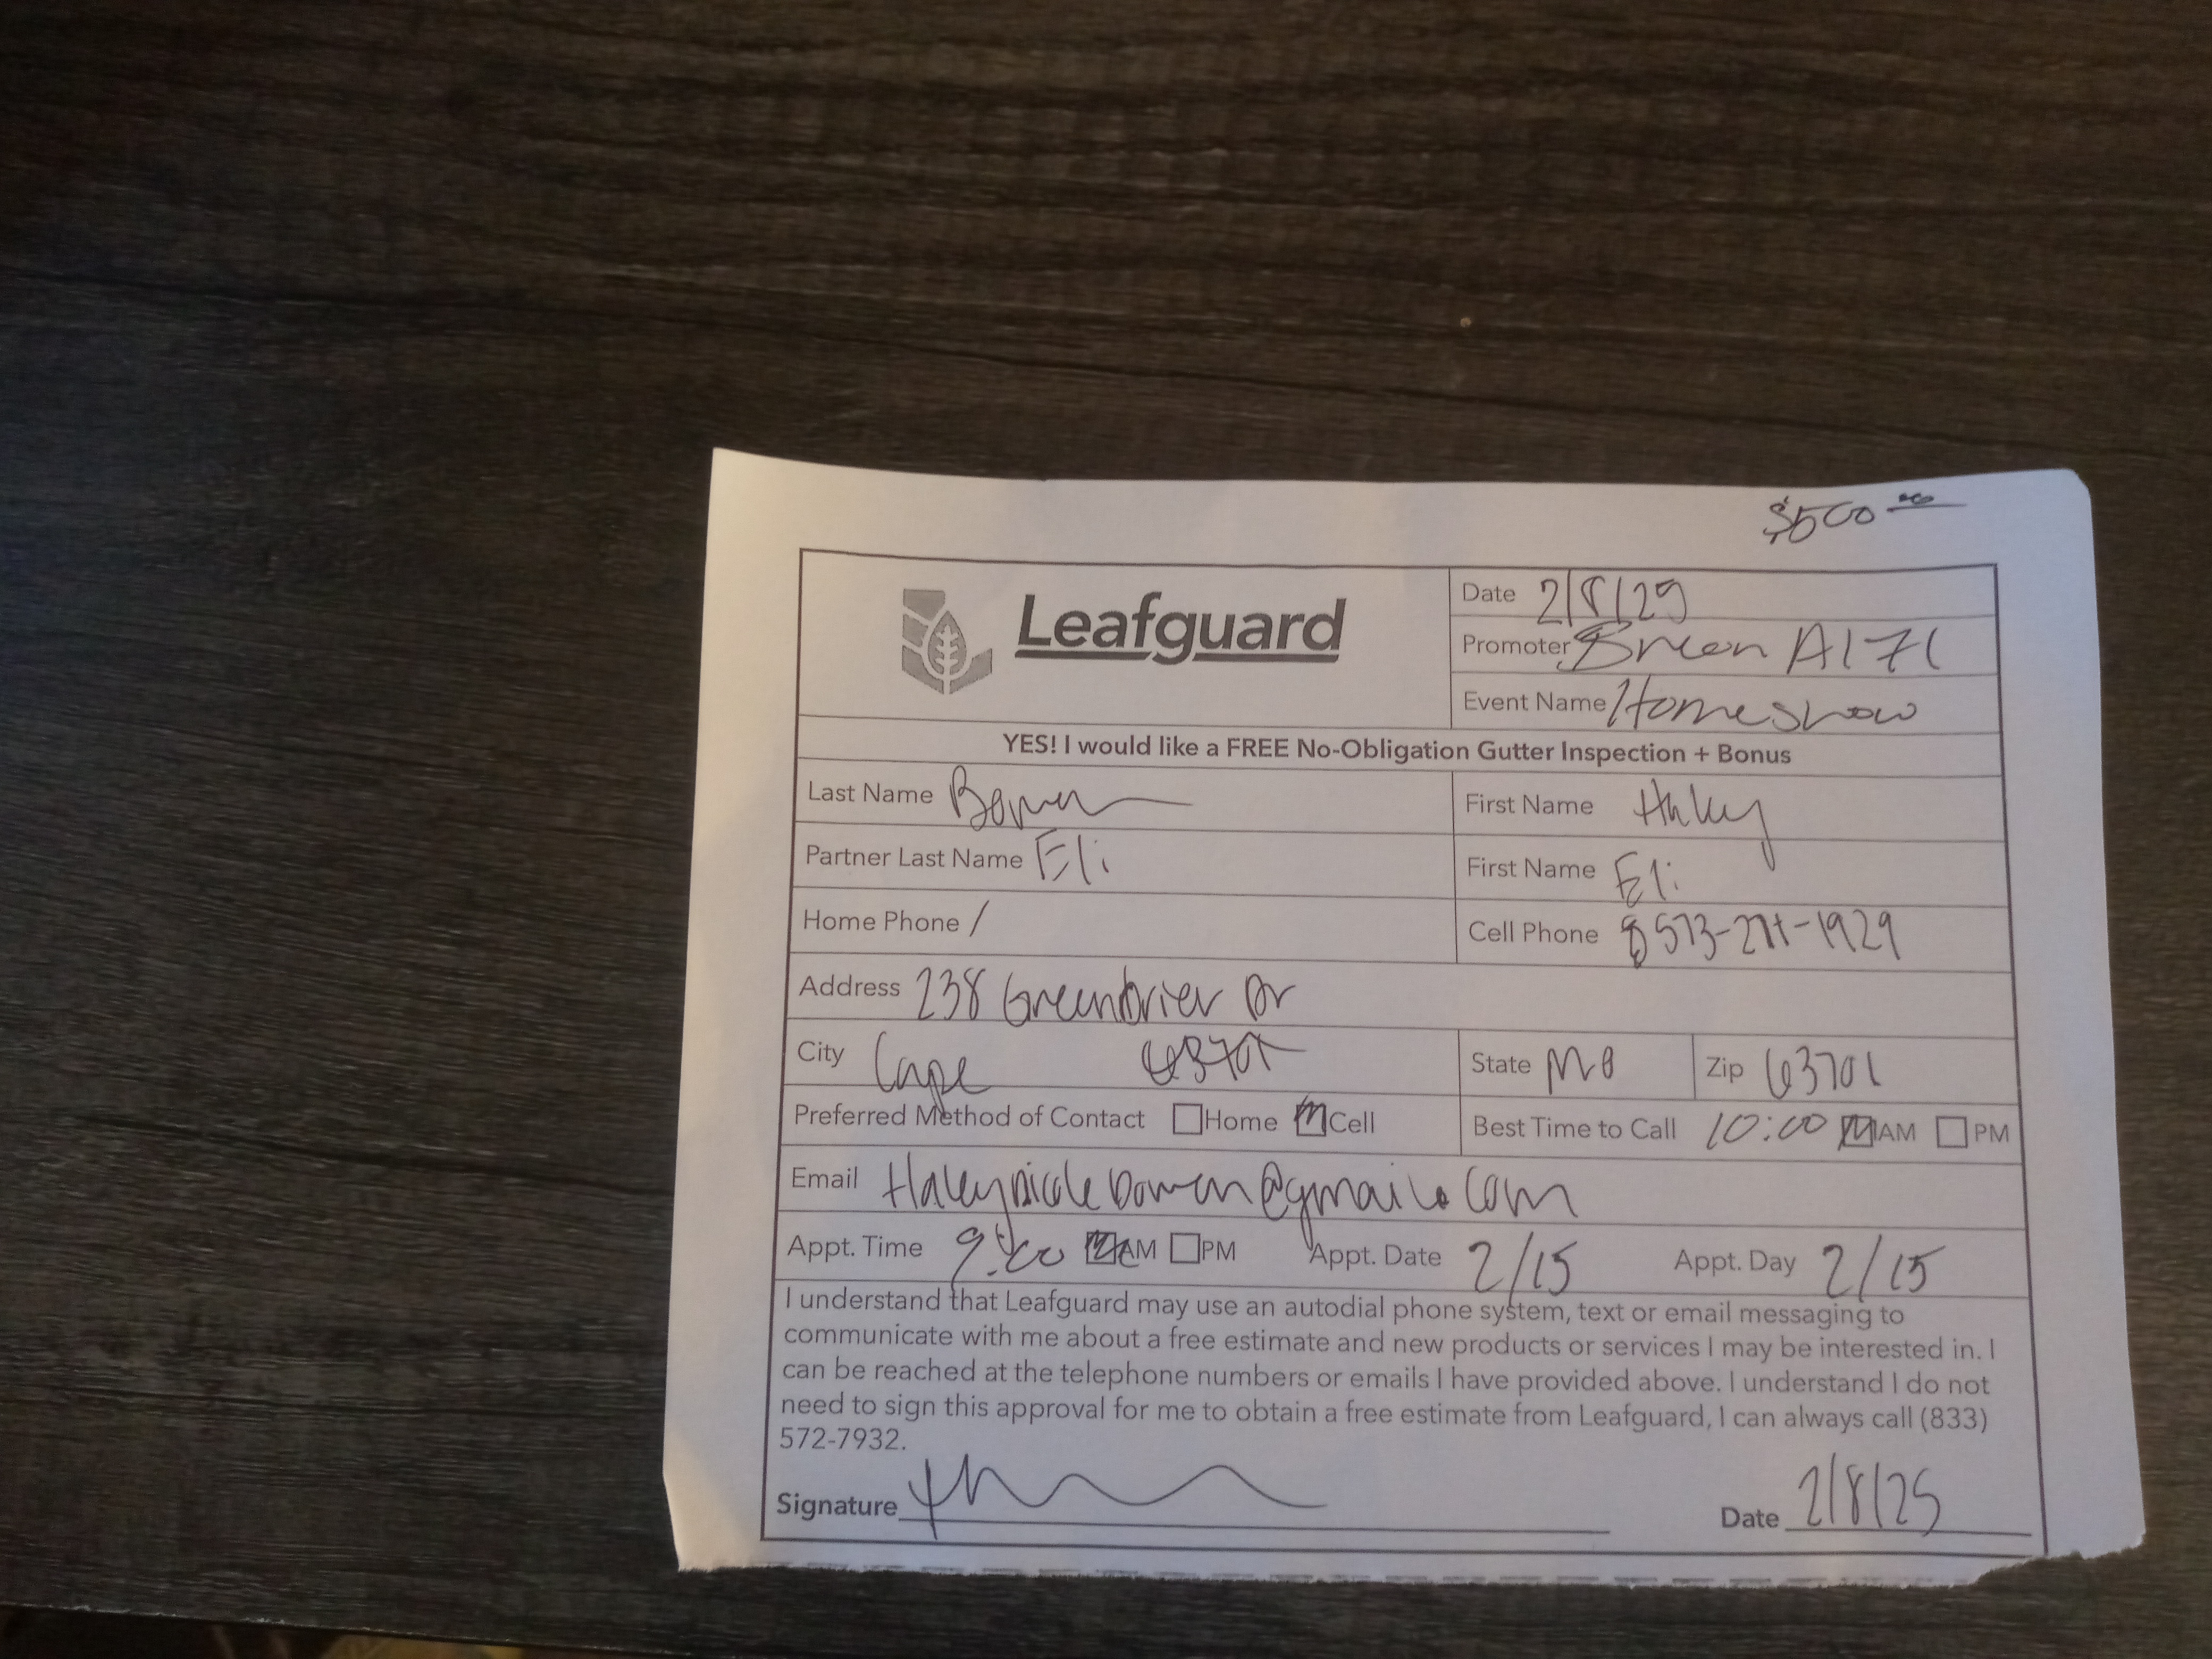 $500.00
Leafguard
Date 2/8/25
Promoter Breon A171
Event Name Homeshow
YES! I would like a FREE No-Obligation Gutter Inspection + Bonus
Last Name Bowen First Name Haley
Partner Last Name Eli First Name Eli
Home Phone / Cell Phone 573-271-1929
Address 238 Greenbrier Dr
City Cape State MO Zip 63701
Preferred Method of Contact Home Cell Best Time to Call 10:00 AM PM
Email Haleynicolebowen@gmail.com
Appt. Time 9:00 AM PM Appt. Date 2/15 Appt. Day 2/15
I understand that Leafguard may use an autodial phone system, text or email messaging to
communicate with me about a free estimate and new products or services I may be interested in. I
can be reached at the telephone numbers or emails I have provided above. I understand I do not
need to sign this approval for me to obtain a free estimate from Leafguard, I can always call (833)
572-7932.
Signature Date 2/8/25